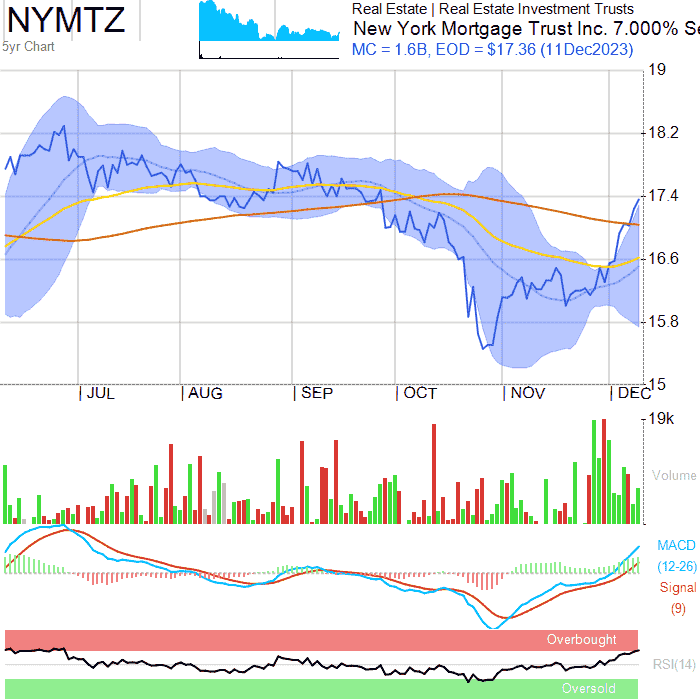 NYMTZ
5yr Chart
Real Estate | Real Estate Investment Trusts
New York Mortgage Trust Inc. 7.000% Se
MC = 1.6B, EOD = $17.36 (11Dec2023)
19
18.2
17.4
16.6
15.8
15
JUL AUG SEP OCT NOV DEC
19k
Volume
MACD
(12-26)
Signal
(9)
Overbought
RSI(14)
Oversold